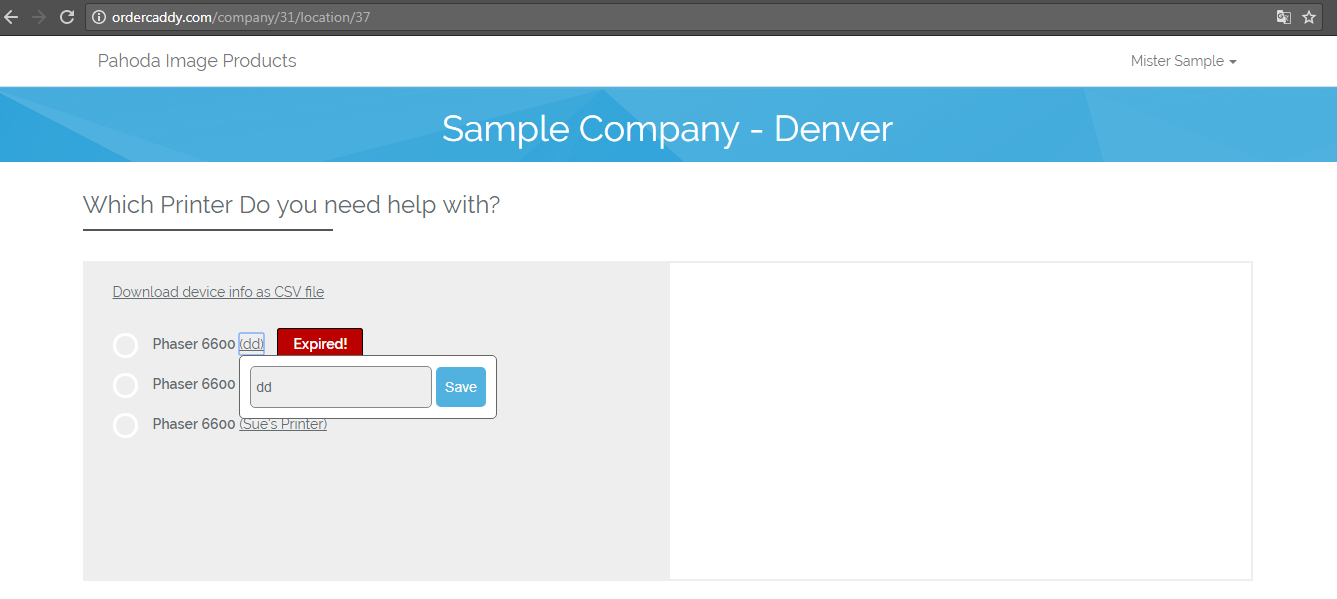 ordercaddy.com/company/31/location/37
Pahoda Image Products
Mister Sample
Sample Company - Denver
Which Printer Do you need help with?
Download device info as CSV file
Phaser 6600 (dd) Expired!
dd Save
Phaser 6600
Phaser 6600 (Sue's Printer)